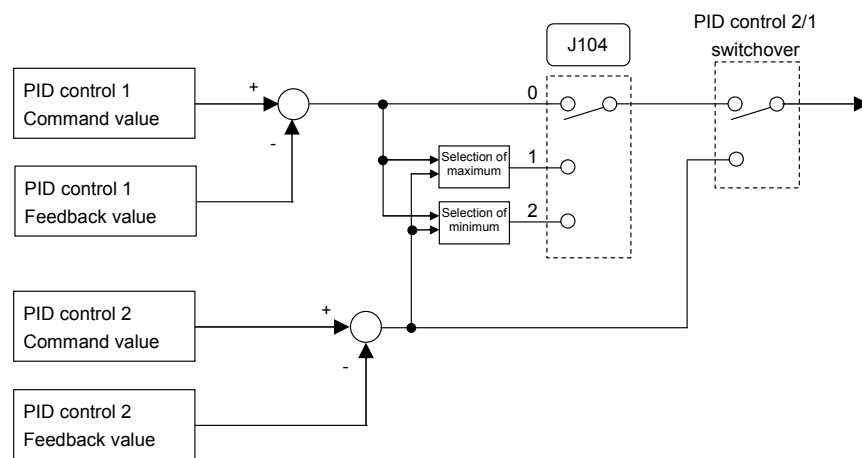 J104
PID control 2/1
switchover
PID control 1
Command value
+
-
0
PID control 1
Feedback value
Selection of
maximum
1
Selection of
minimum
2
PID control 2
Command value
+
-
PID control 2
Feedback value